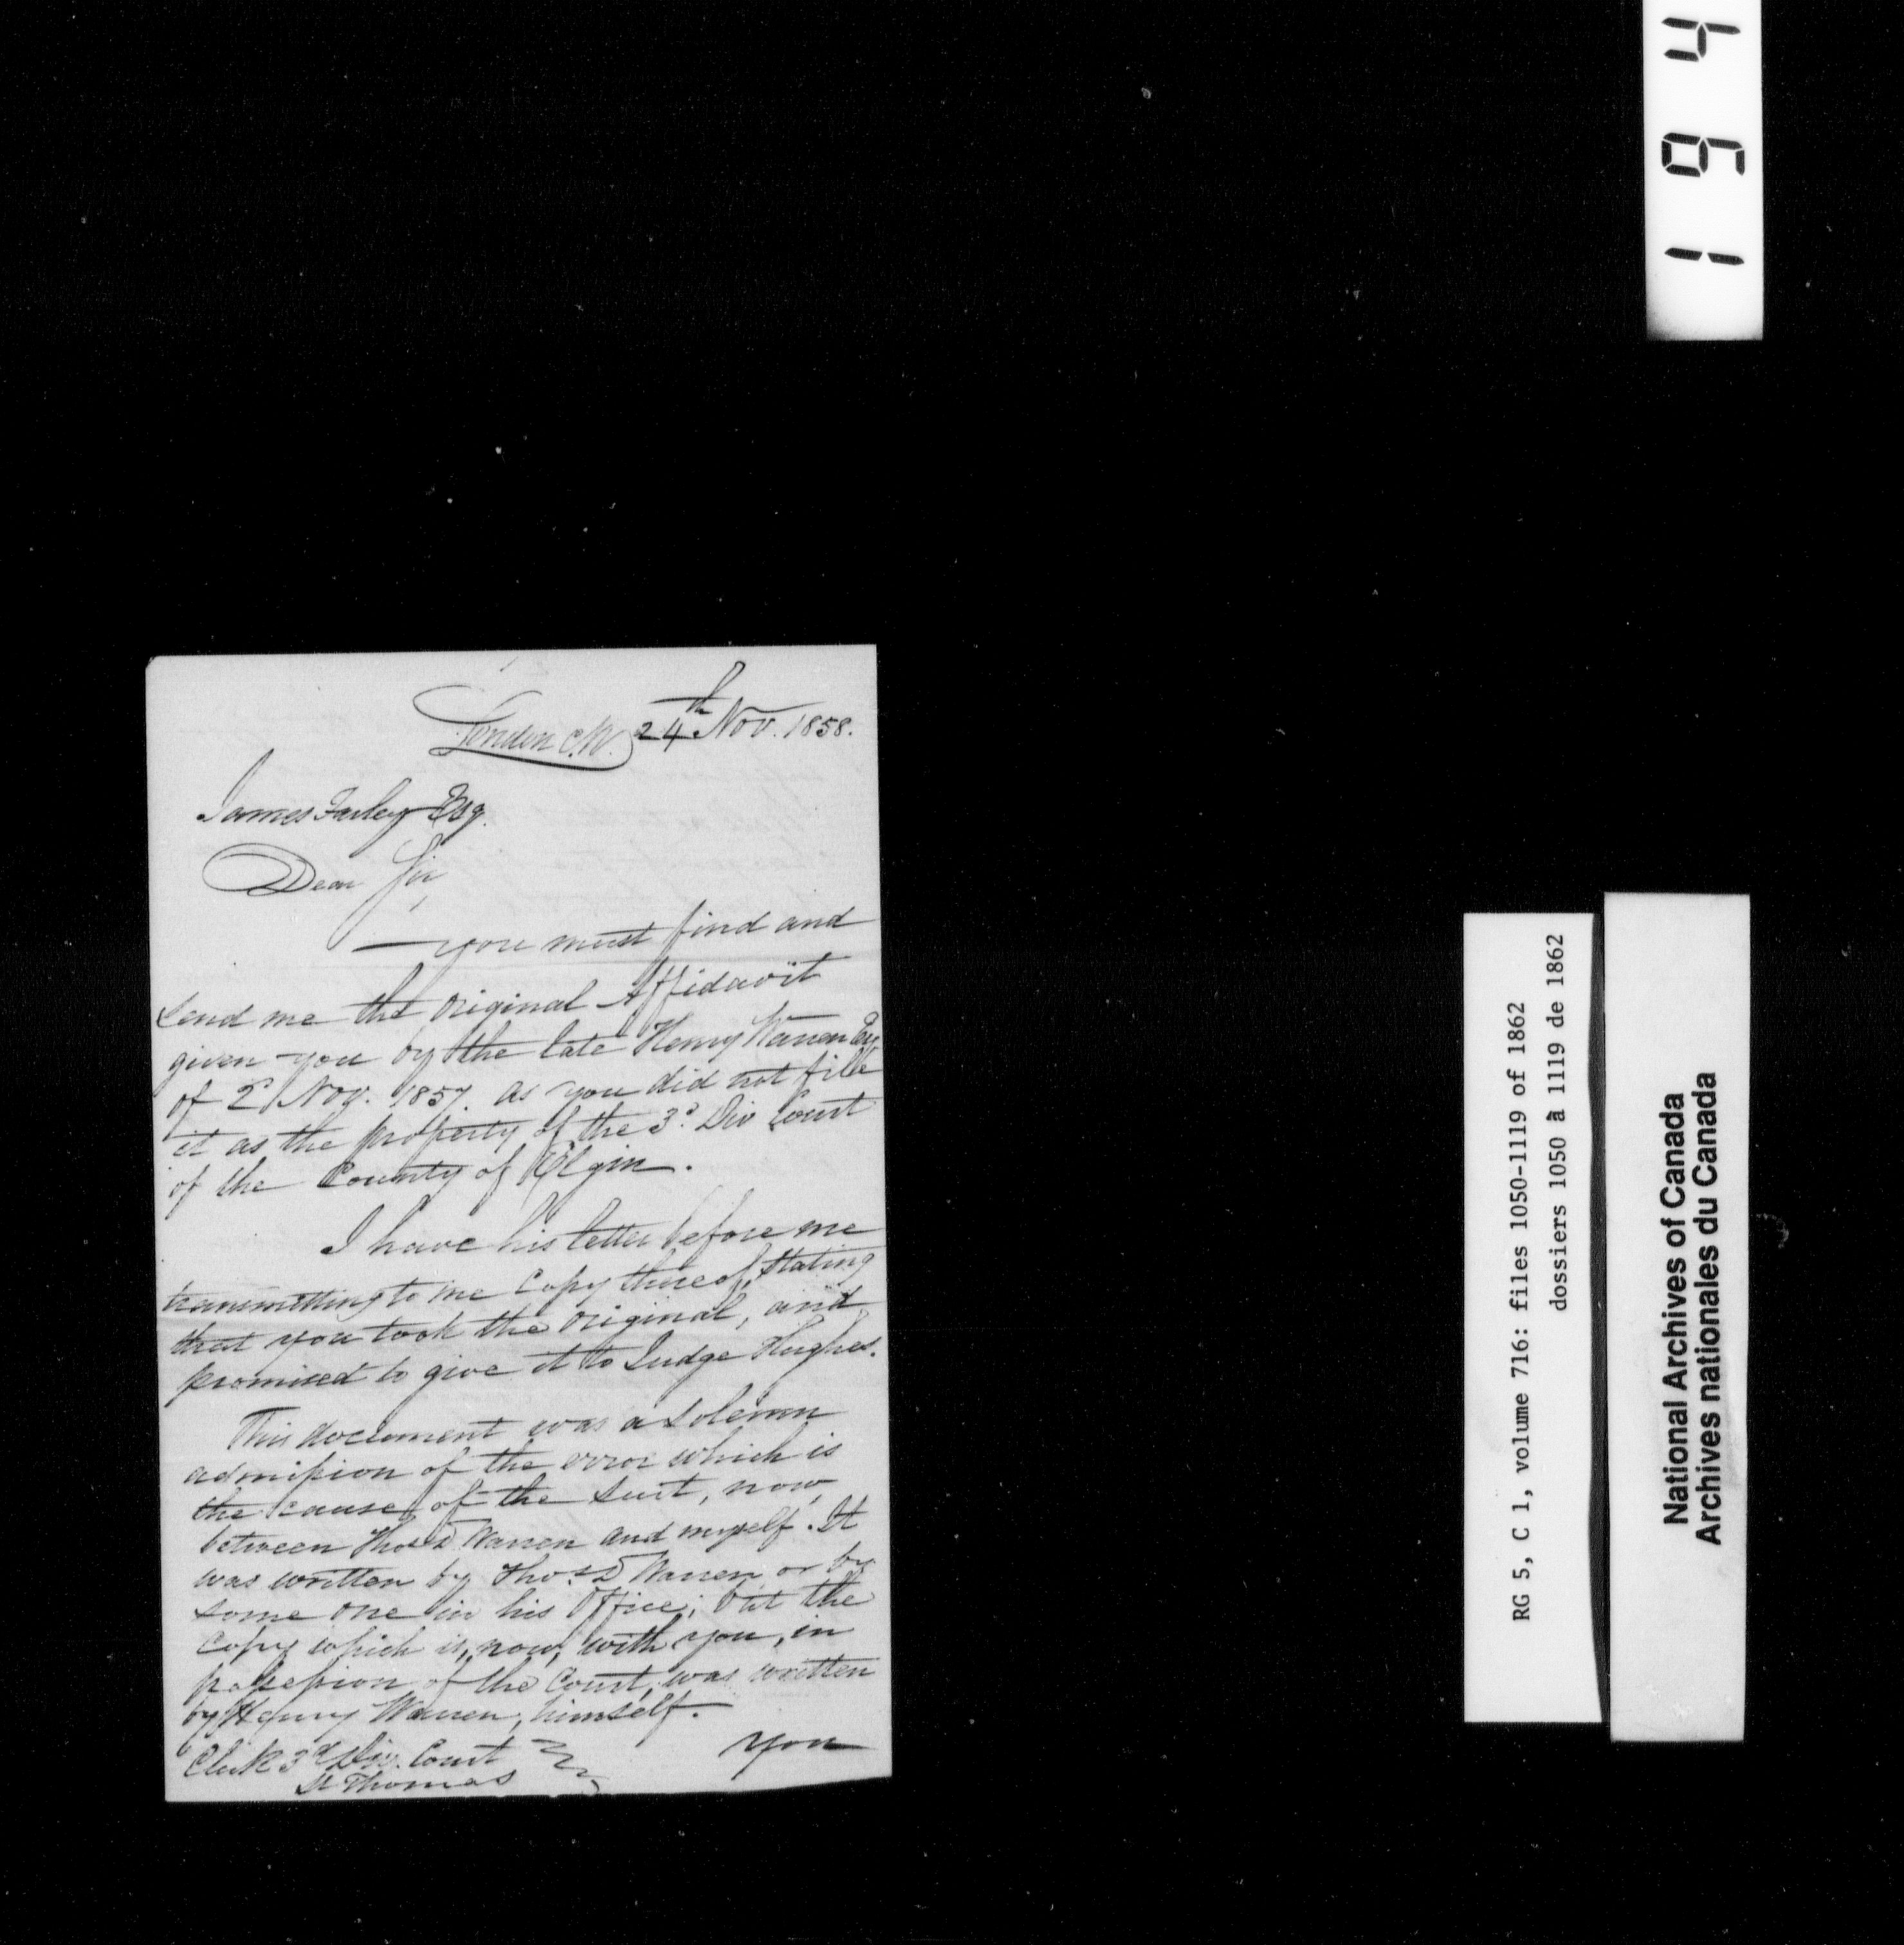 London C.W. 24th Nov. 1858.
James Farley Esq.
Dear Sir,
— you must find and
send me the original Affidavit
given you by the late Henry Warren Esq
of 2d Nov. 1857. as you did not file
it as the property of the 3d Div Court
of the County of Elgin.
I have his letter before me
transmitting to me Copy thereof, stating
that you took the original, and
promised to give it to Judge Hughes.
This document was a solemn
admission of the error which is
the cause of the suit, now
between Thos D Warren and myself. It
was written by Thos D Warren or by
some one in his Office; but the
Copy which is, now, with you, in
possession of the Court, was written
by Henry Warren, himself.
you
Clerk 3d Div. Court
St Thomas
1 9 4
RG 5, C 1, volume 716: files 1050-1119 of 1862
dossiers 1050 à 1119 de 1862
National Archives of Canada
Archives nationales du Canada